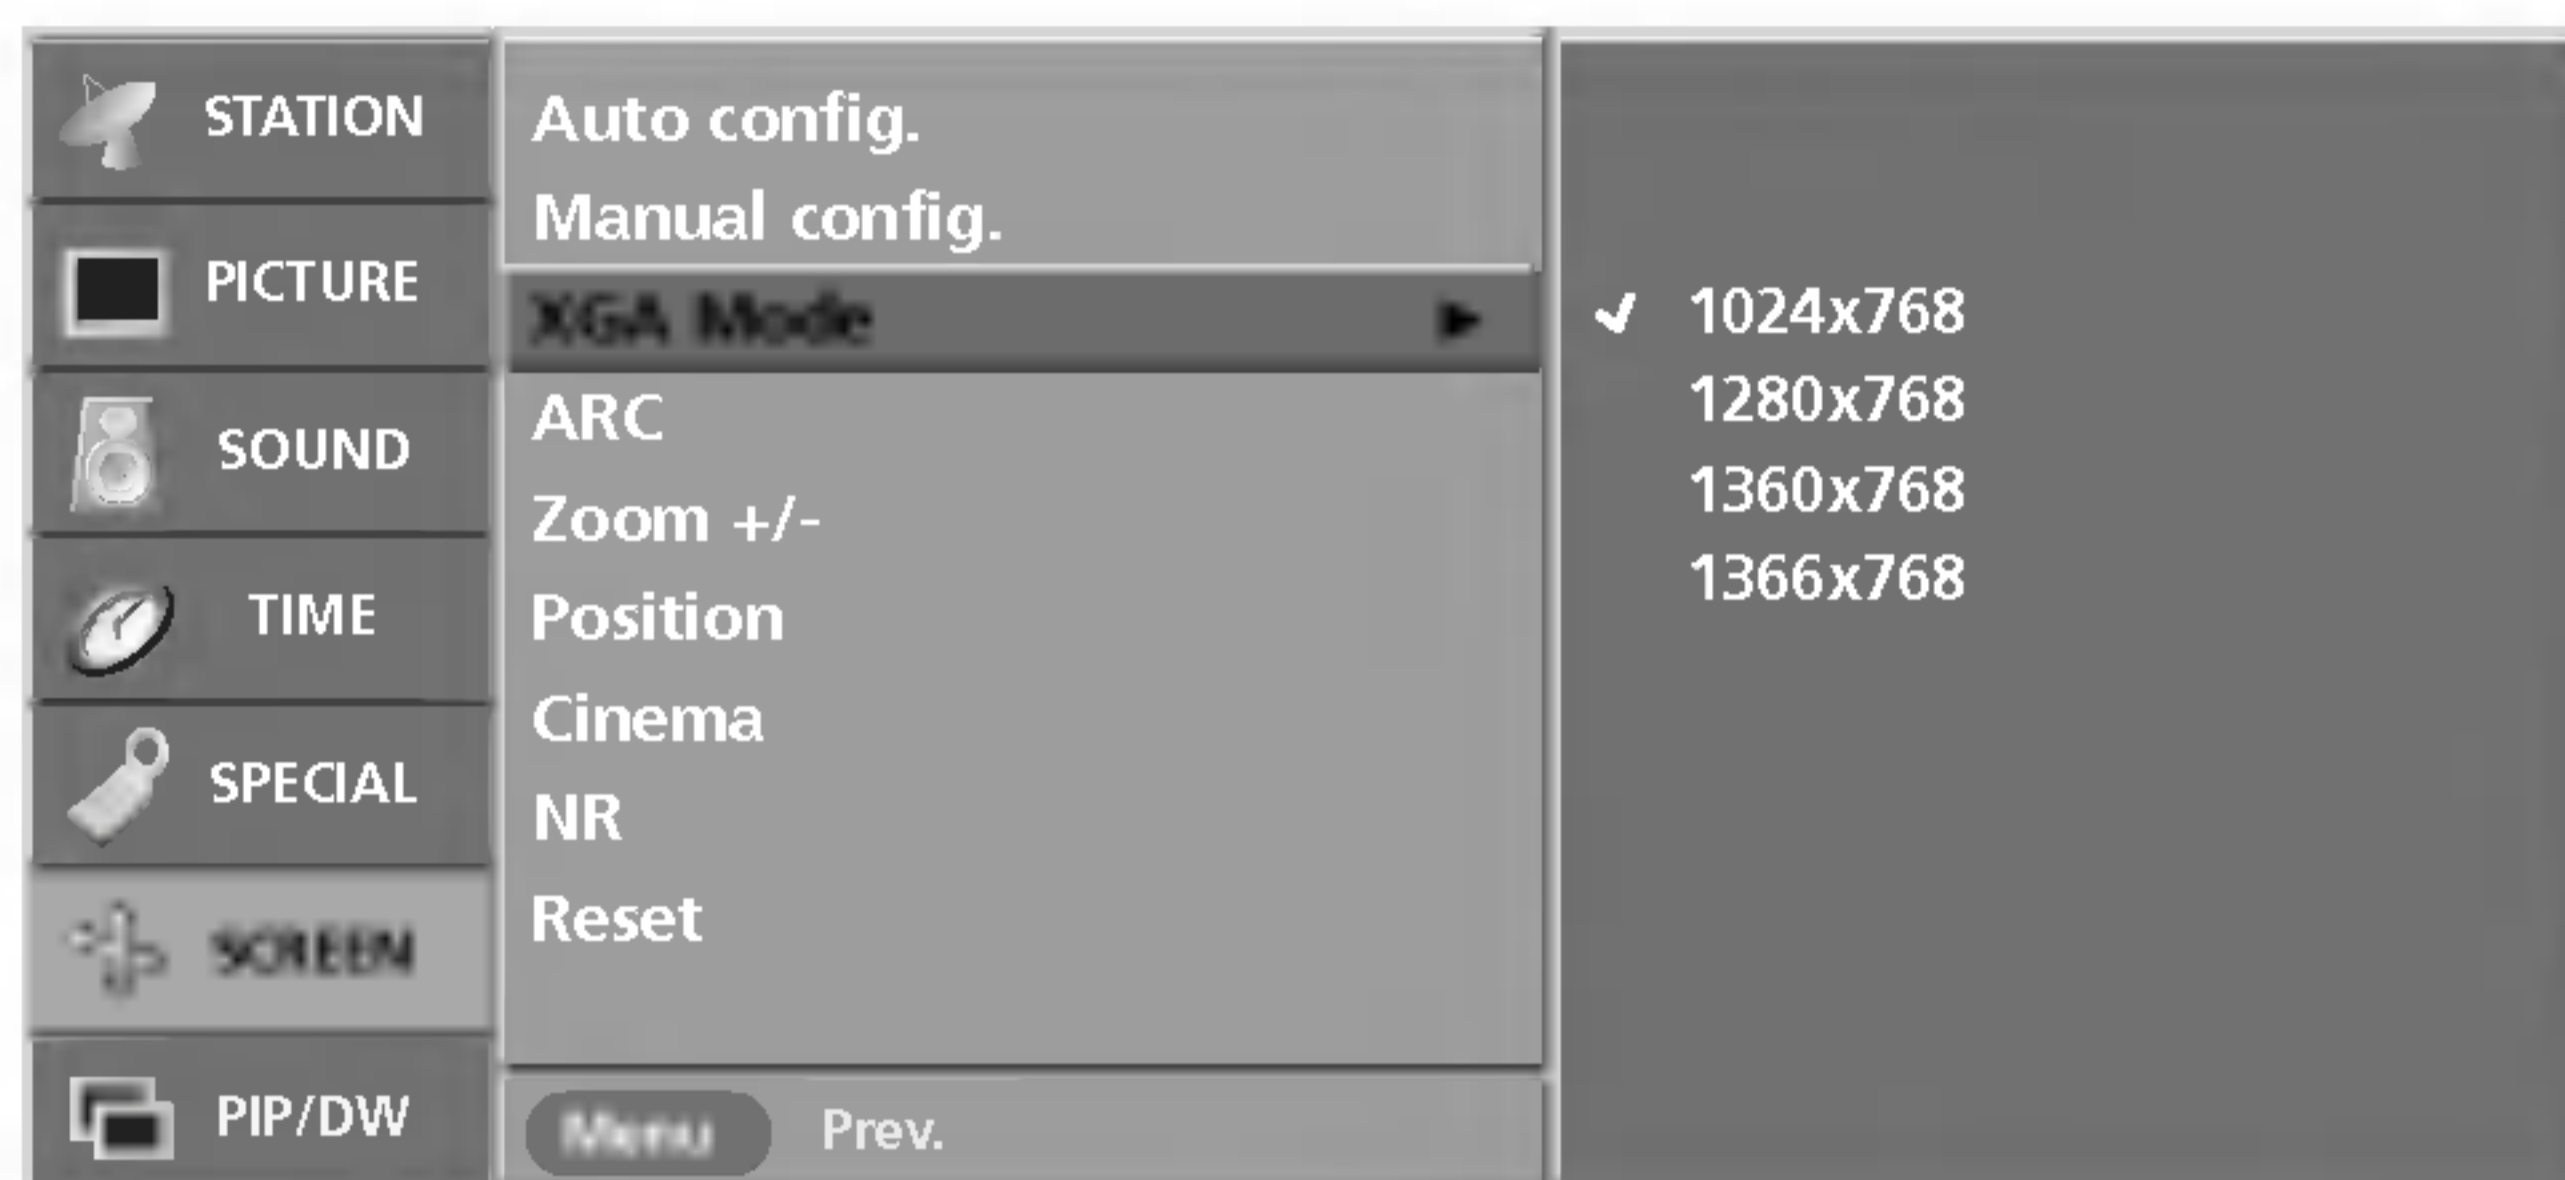 STATION
PICTURE
SOUND
TIME
SPECIAL
SCREEN
PIP/DW
Auto config.
Manual config.
XGA Mode
ARC
Zoom +/-
Position
Cinema
NR
Reset
Menu Prev.
1024x768
1280x768
1360x768
1366x768